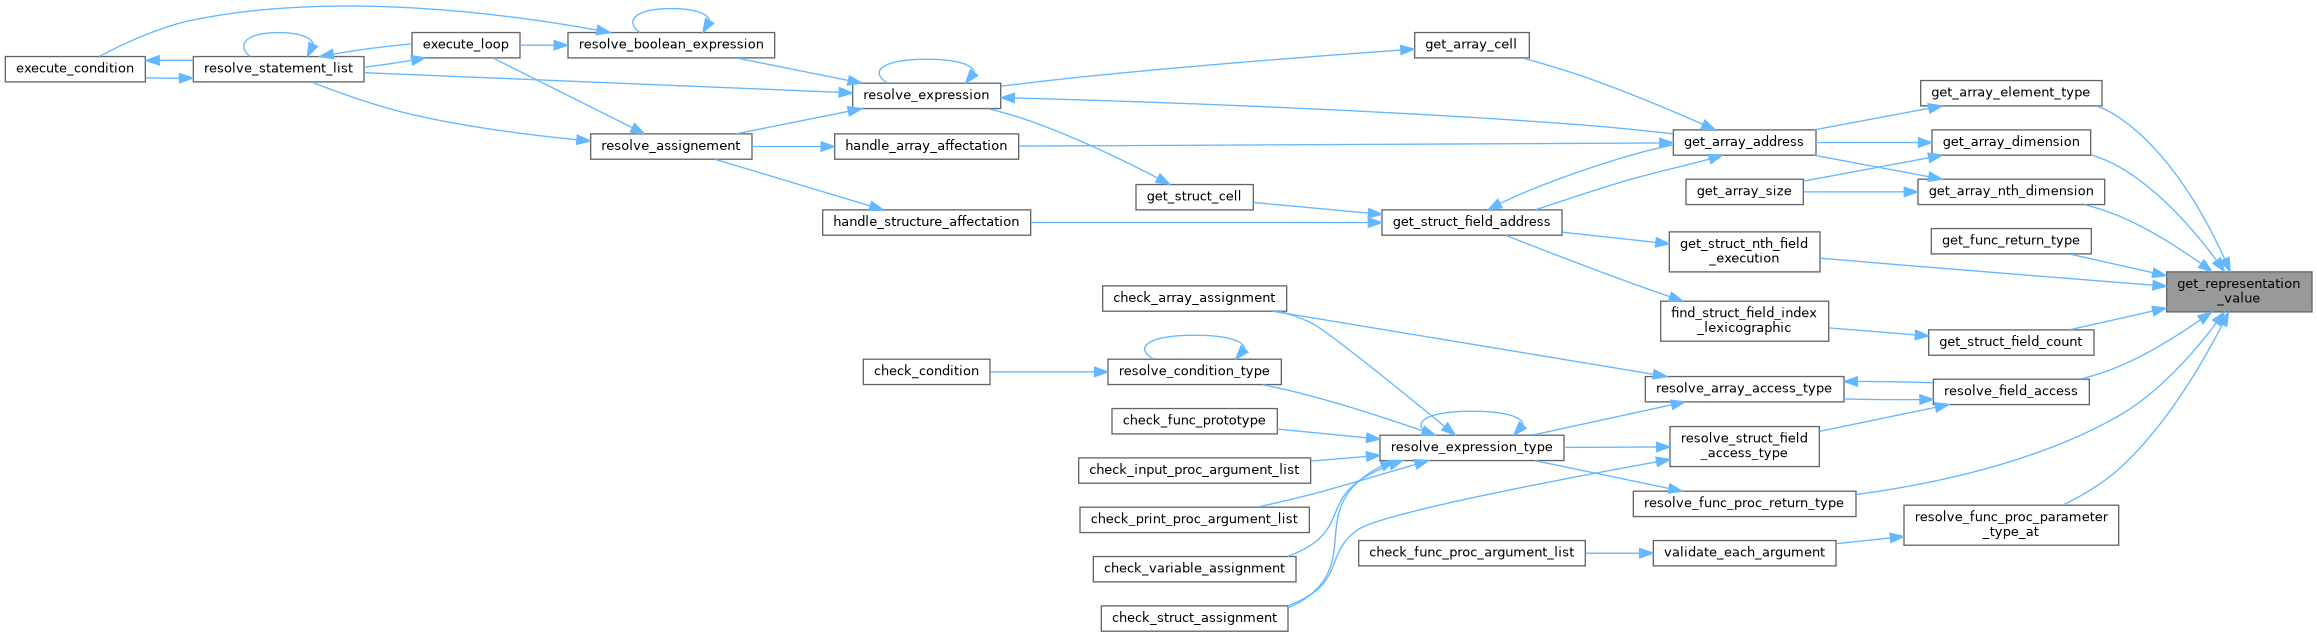 execute_condition
resolve_statement_list
execute_loop
resolve_boolean_expression
resolve_assignement
resolve_expression
handle_array_affectation
handle_structure_affectation
get_array_cell
get_struct_cell
get_array_address
get_struct_field_address
get_array_size
get_array_element_type
get_array_dimension
get_array_nth_dimension
get_func_return_type
get_struct_nth_field
_execution
find_struct_field_index
_lexicographic
get_struct_field_count
get_representation
_value
check_array_assignment
check_condition
resolve_condition_type
check_func_prototype
check_input_proc_argument_list
check_print_proc_argument_list
check_variable_assignment
check_struct_assignment
resolve_expression_type
resolve_array_access_type
resolve_field_access
resolve_struct_field
_access_type
resolve_func_proc_return_type
resolve_func_proc_parameter
_type_at
validate_each_argument
check_func_proc_argument_list